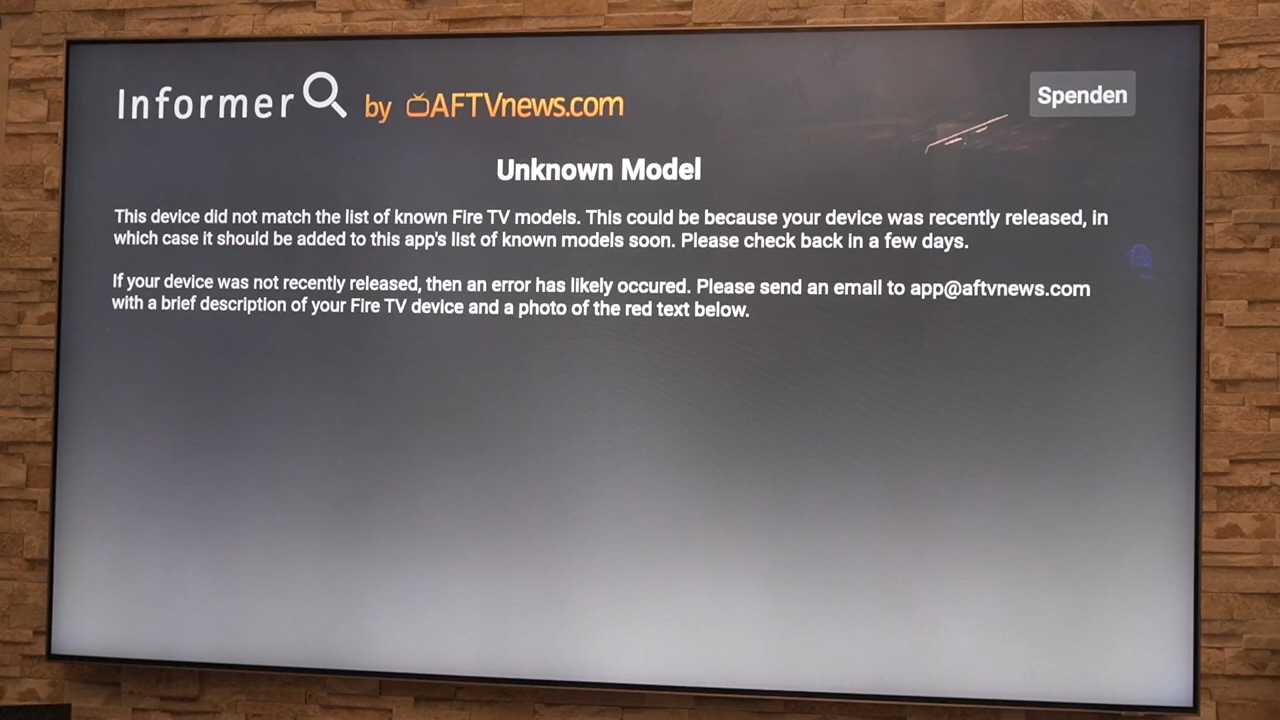 Informer by AFTVnews.com
Spenden
Unknown Model
This device did not match the list of known Fire TV models. This could be because your device was recently released, in
which case it should be added to this app's list of known models soon. Please check back in a few days.
If your device was not recently released, then an error has likely occured. Please send an email to app@aftvnews.com
with a brief description of your Fire TV device and a photo of the red text below.